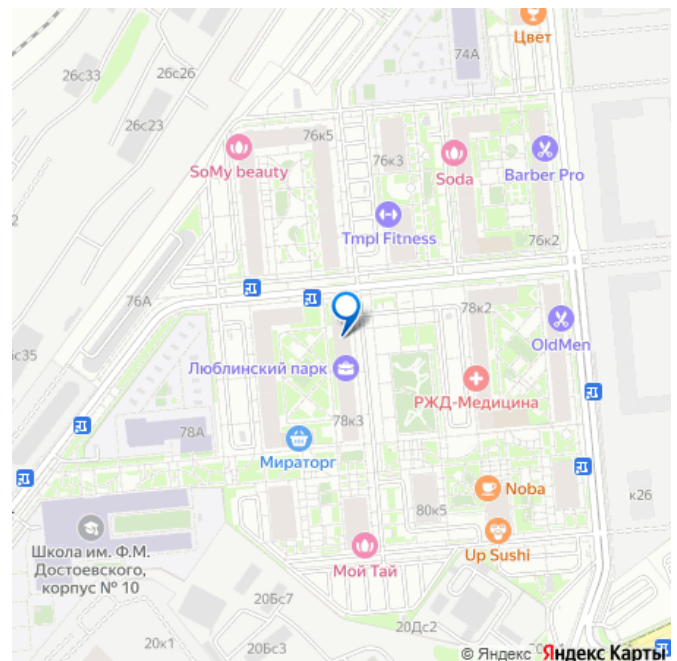 Цвет
74А
26с33
26с26
26с23
76к5
SoMy beauty
76к3
Soda
Barber Pro
Tmpl Fitness
76к2
76А
78к2
OldMen
с35
Люблинский парк
РЖД-Медицина
78к3
78А
Мираторг
Noba
к26
80к5
Up Sushi
Школа им. Ф.М.
Достоевского,
корпус № 10
Мой Тай
20Бс7
20Дс2
20к1
20Бс3
© Яндекс Яндекс Карты